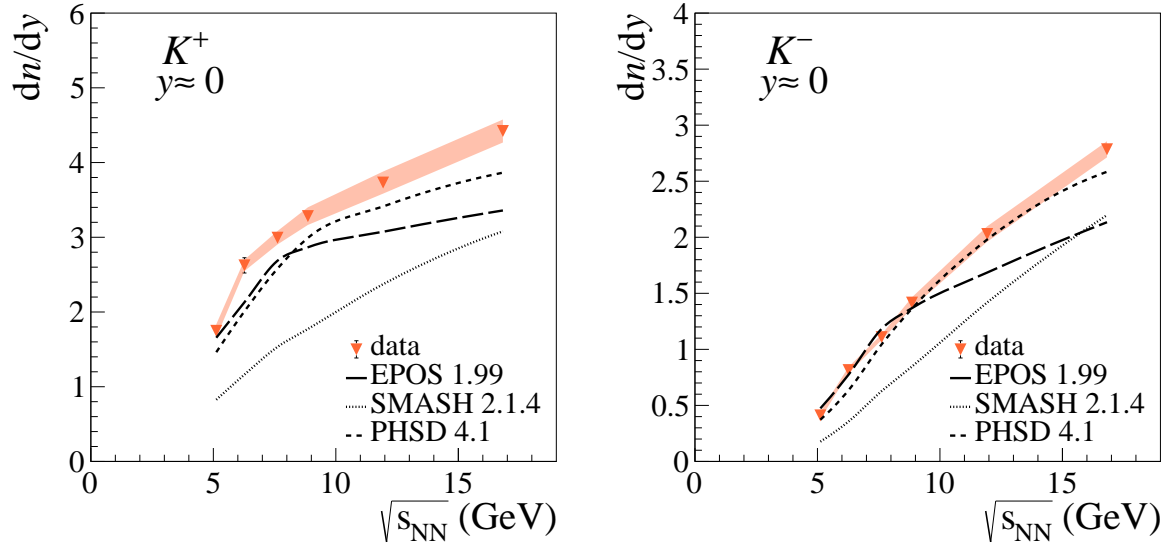 dn/dy
6
5
4
3
2
1
0
K⁺
y≈ 0
data
EPOS 1.99
SMASH 2.1.4
PHSD 4.1
0 5 10 15
√sNN (GeV)
dn/dy
4
3.5
3
2.5
2
1.5
1
0.5
0
K⁻
y≈ 0
data
EPOS 1.99
SMASH 2.1.4
PHSD 4.1
0 5 10 15
√sNN (GeV)